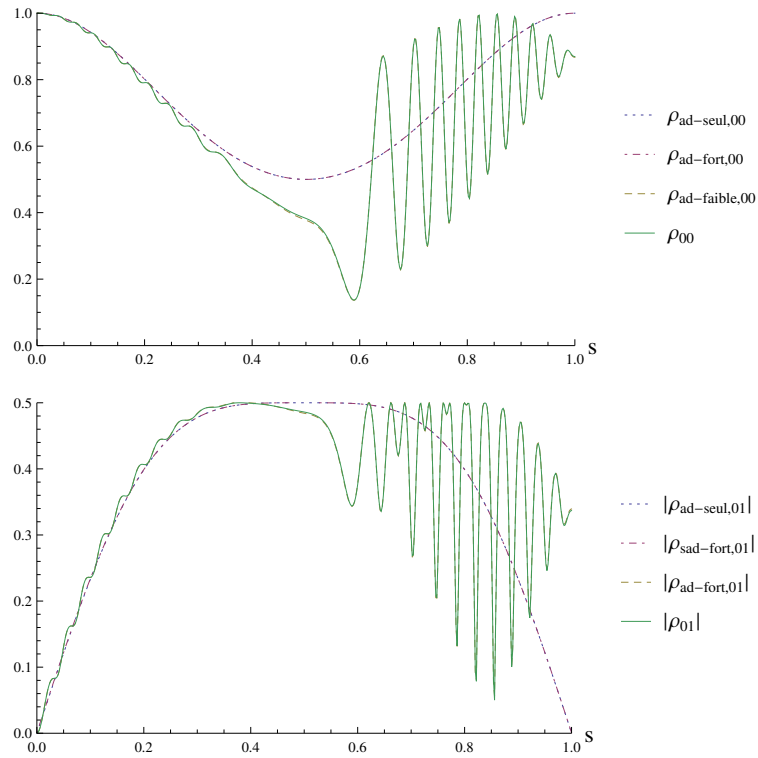 1.0
0.8
0.6
0.4
0.2
0.0
0.0 0.2 0.4 0.6 0.8 1.0
S
ρad−seul,00
ρad−fort,00
ρad−faible,00
ρ00
0.5
0.4
0.3
0.2
0.1
0.0
0.0 0.2 0.4 0.6 0.8 1.0
S
|ρad−seul,01|
|ρsad−fort,01|
|ρad−fort,01|
|ρ01|